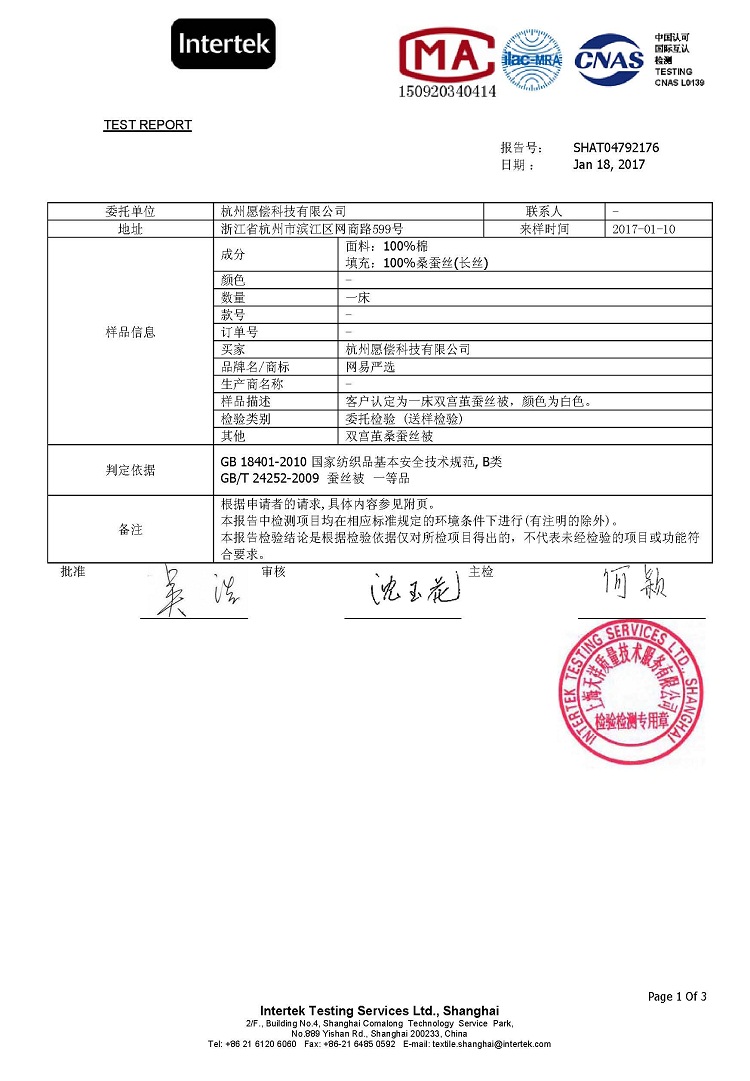 Intertek
MA
150920340414
ilac-MRA
CNAS
中国认可
国际互认
检测
TESTING
CNAS L0139
TEST REPORT
报告号： SHAT04792176
日期： Jan 18, 2017
委托单位 杭州愿偿科技有限公司 联系人 -
地址 浙江省杭州市滨江区网商路599号 来样时间 2017-01-10
样品信息
成分 面料：100%棉
填充：100%桑蚕丝(长丝)
颜色 -
数量 一床
款号 -
订单号 -
买家 杭州愿偿科技有限公司
品牌名/商标 网易严选
生产商名称 -
样品描述 客户认定为一床双宫茧蚕丝被，颜色为白色。
检验类别 委托检验（送样检验）
其他 双宫茧桑蚕丝被
判定依据
GB 18401-2010 国家纺织品基本安全技术规范, B类
GB/T 24252-2009 蚕丝被 一等品
备注
根据申请者的请求,具体内容参见附页。
本报告中检测项目均在相应标准规定的环境条件下进行(有注明的除外)。
本报告检验结论是根据检验依据仅对所检项目得出的，不代表未经检验的项目或功能符
合要求。
批准 吴浩 审核 沈玉花 主检 何颖
INTERTEK TESTING SERVICES LTD., SHANGHAI
上海天祥质量技术服务有限公司
检验检测专用章
Page 1 Of 3
Intertek Testing Services Ltd., Shanghai
2/F., Building No.4, Shanghai Comalong Technology Service Park,
No.889 Yishan Rd., Shanghai 200233, China
Tel: +86 21 6120 6060 Fax: +86-21 6485 0592 E-mail: textile.shanghai@intertek.com